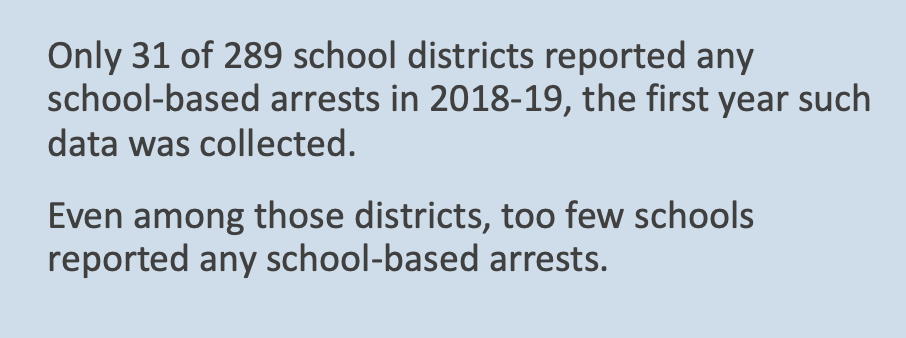 Only 31 of 289 school districts reported any
school-based arrests in 2018-19, the first year such
data was collected.
Even among those districts, too few schools
reported any school-based arrests.